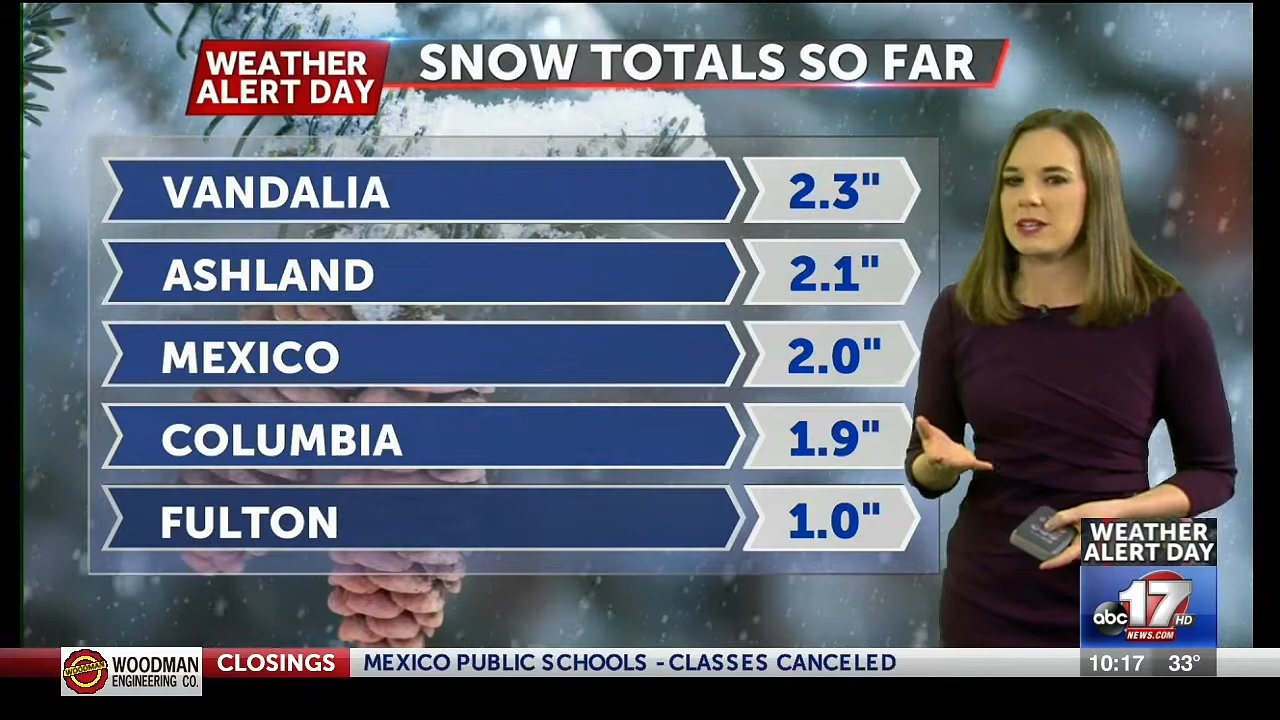 WEATHER
ALERT DAY
SNOW TOTALS SO FAR
VANDALIA 2.3"
ASHLAND 2.1"
MEXICO 2.0"
COLUMBIA 1.9"
FULTON 1.0"
WEATHER
ALERT DAY
abc 17 HD
NEWS.COM
WOODMAN
WOODMAN
ENGINEERING CO.
CLOSINGS
MEXICO PUBLIC SCHOOLS - CLASSES CANCELED
10:17 33°